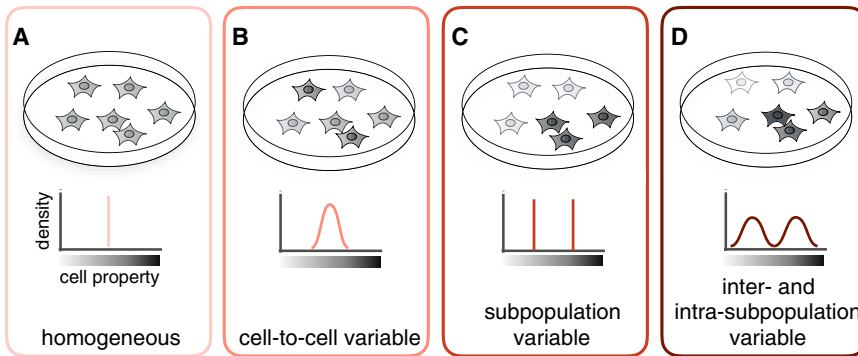 A
density
cell property
homogeneous
B
cell-to-cell variable
C
subpopulation
variable
D
inter- and
intra-subpopulation
variable